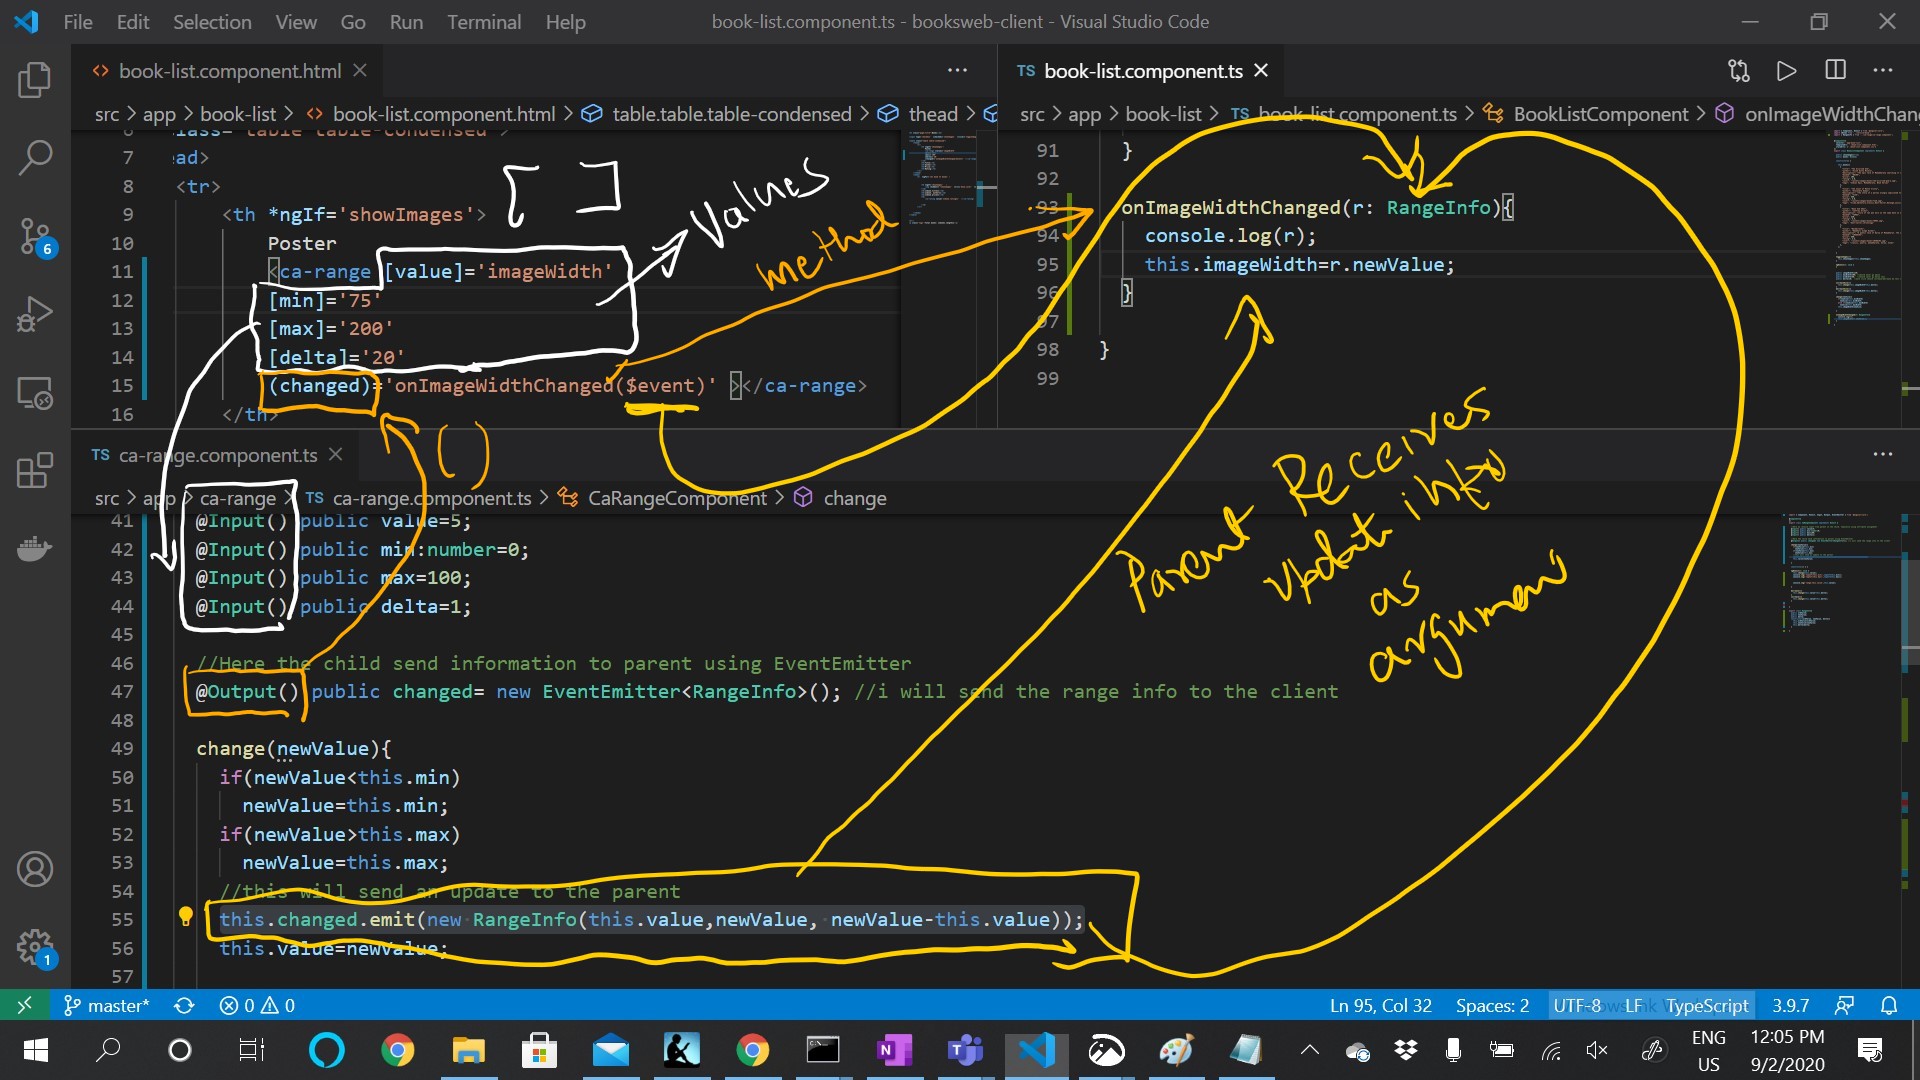 File Edit Selection View Go Run Terminal Help
book-list.component.ts - booksweb-client - Visual Studio Code
book-list.component.html
src > app > book-list > book-list.component.html > table.table.table-condensed > thead >
7 ead>
8 <tr>
9 <th *ngIf='showImages'>
10 Poster
11 <ca-range [value]='imageWidth'
12 [min]='75'
13 [max]='200'
14 [delta]='20'
15 (changed)='onImageWidthChanged($event)' ></ca-range>
16 </th>
[ ]
Values
method
( )
TS book-list.component.ts
src > app > book-list > TS book-list.component.ts > BookListComponent > onImageWidthChan
91 }
92
93 onImageWidthChanged(r: RangeInfo){
94 console.log(r);
95 this.imageWidth=r.newValue;
96 }
97
98 }
99
TS ca-range.component.ts
src > app > ca-range > TS ca-range.component.ts > CaRangeComponent > change
41 @Input() public value=5;
42 @Input() public min:number=0;
43 @Input() public max=100;
44 @Input() public delta=1;
45
46 //Here the child send information to parent using EventEmitter
47 @Output() public changed= new EventEmitter<RangeInfo>(); //i will send the range info to the client
48
49 change(newValue){
50 if(newValue<this.min)
51 newValue=this.min;
52 if(newValue>this.max)
53 newValue=this.max;
54 //this will send an update to the parent
55 this.changed.emit(new RangeInfo(this.value,newValue, newValue-this.value));
56 this.value=newValue;
57
Parent Receives
update info
as
argument
6
1
master* 0 0
Ln 95, Col 32 Spaces: 2 UTF-8 LF TypeScript 3.9.7
ENG
US
12:05 PM
9/2/2020